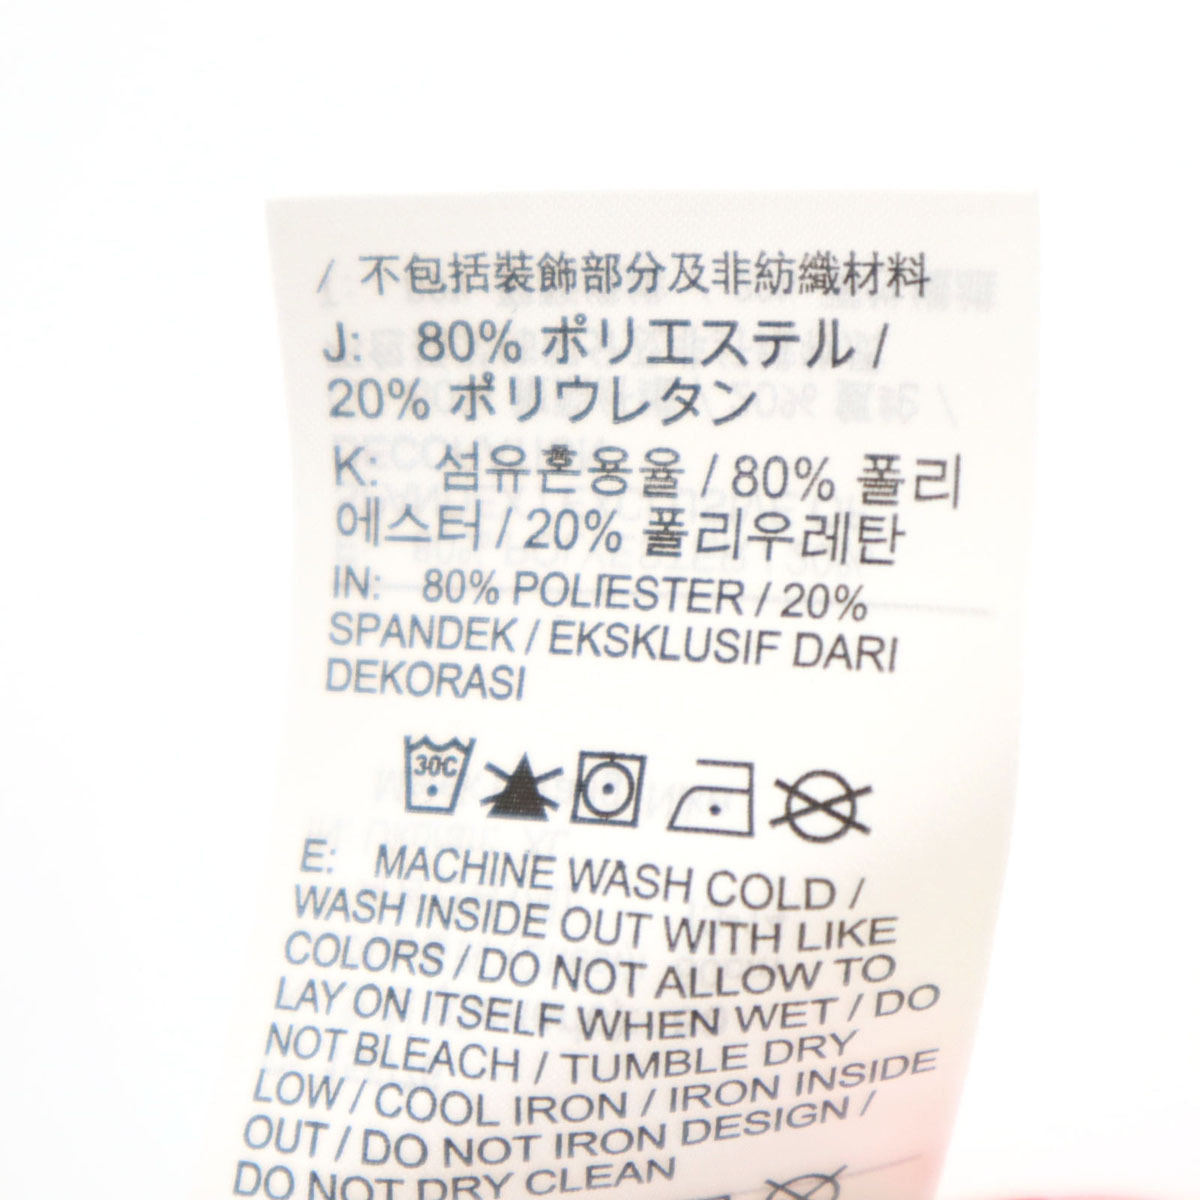 / 不包括裝飾部分及非紡織材料
J: 80% ポリエステル /
20% ポリウレタン
K: 섬유혼용율 / 80% 폴리
에스터 / 20% 폴리우레탄
IN: 80% POLIESTER / 20%
SPANDEK / EKSKLUSIF DARI
DEKORASI
30C
E: MACHINE WASH COLD /
WASH INSIDE OUT WITH LIKE
COLORS / DO NOT ALLOW TO
LAY ON ITSELF WHEN WET / DO
NOT BLEACH / TUMBLE DRY
LOW / COOL IRON / IRON INSIDE
OUT / DO NOT IRON DESIGN /
DO NOT DRY CLEAN